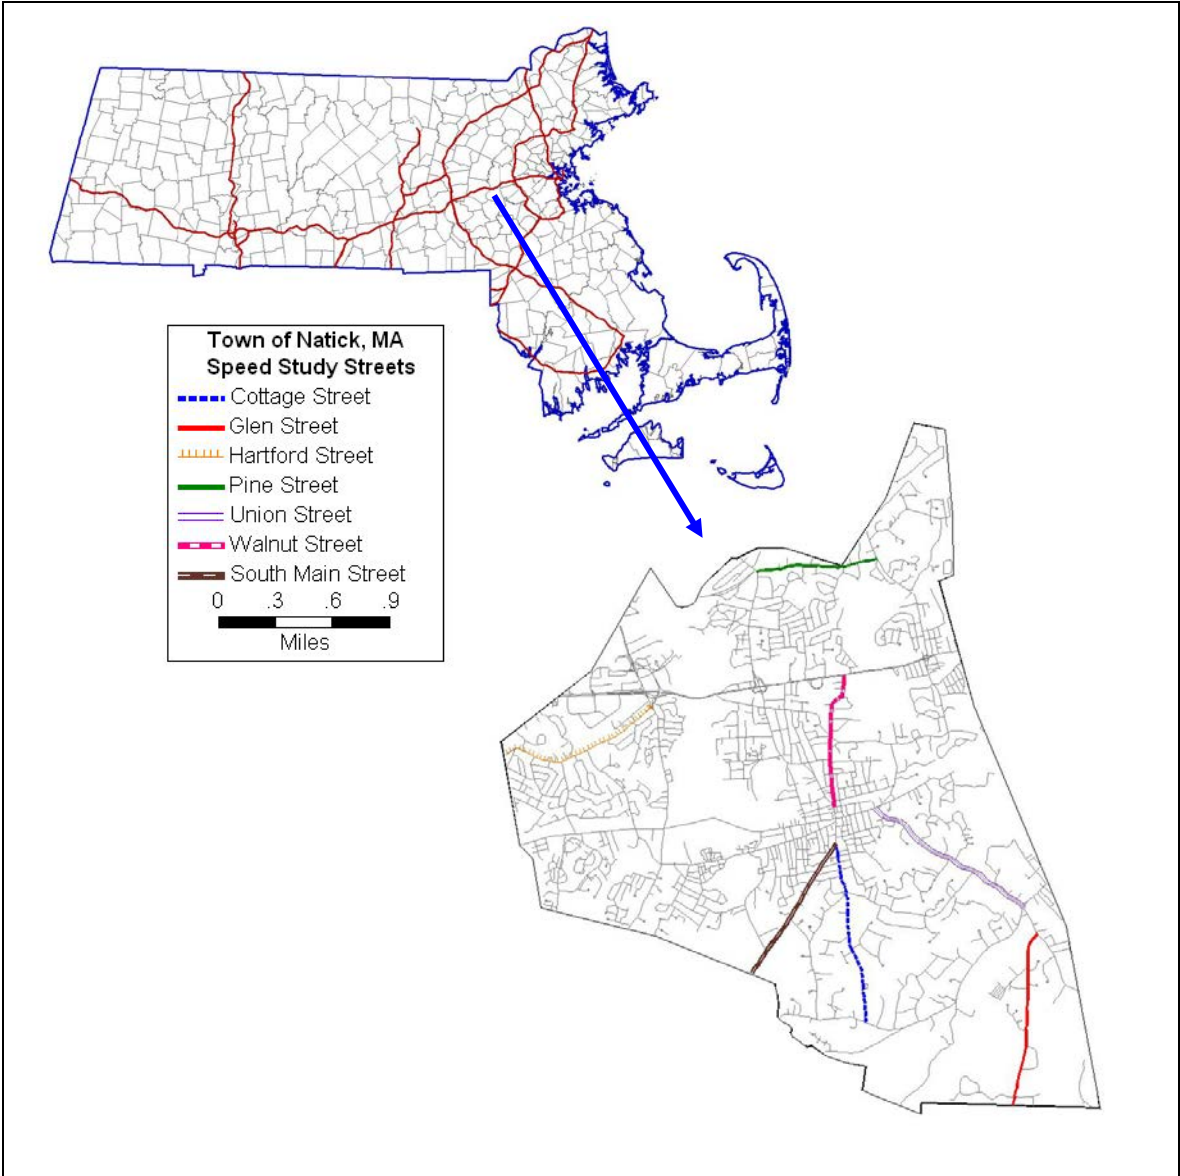 Town of Natick, MA
Speed Study Streets
Cottage Street
Glen Street
Hartford Street
Pine Street
Union Street
Walnut Street
South Main Street
0 .3 .6 .9
Miles